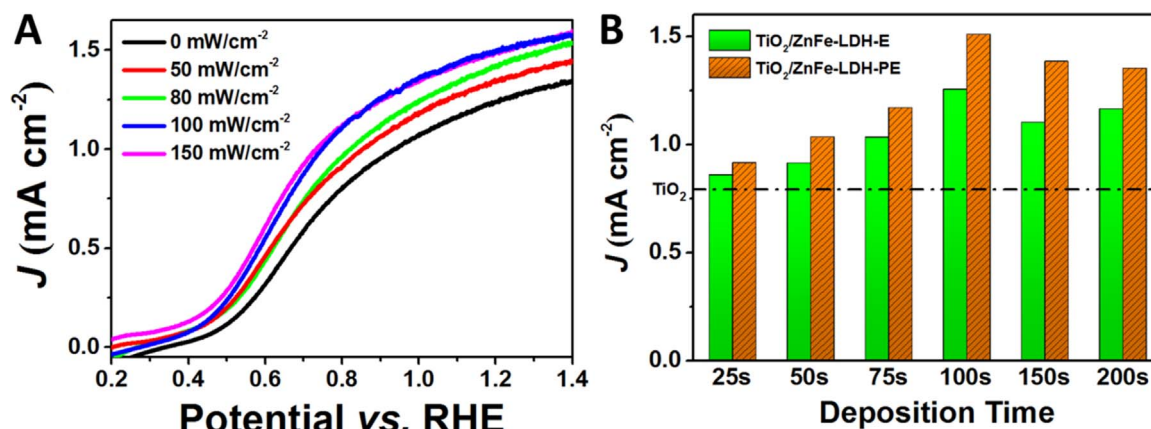 A
0 mW/cm⁻²
50 mW/cm⁻²
80 mW/cm⁻²
100 mW/cm⁻²
150 mW/cm⁻²
J (mA cm⁻²)
1.5
1.0
0.5
0.0
0.2 0.4 0.6 0.8 1.0 1.2 1.4
Potential vs. RHE
B
TiO₂/ZnFe-LDH-E
TiO₂/ZnFe-LDH-PE
J (mA cm⁻²)
1.5
1.0
TiO₂
0.5
0.0
25s 50s 75s 100s 150s 200s
Deposition Time